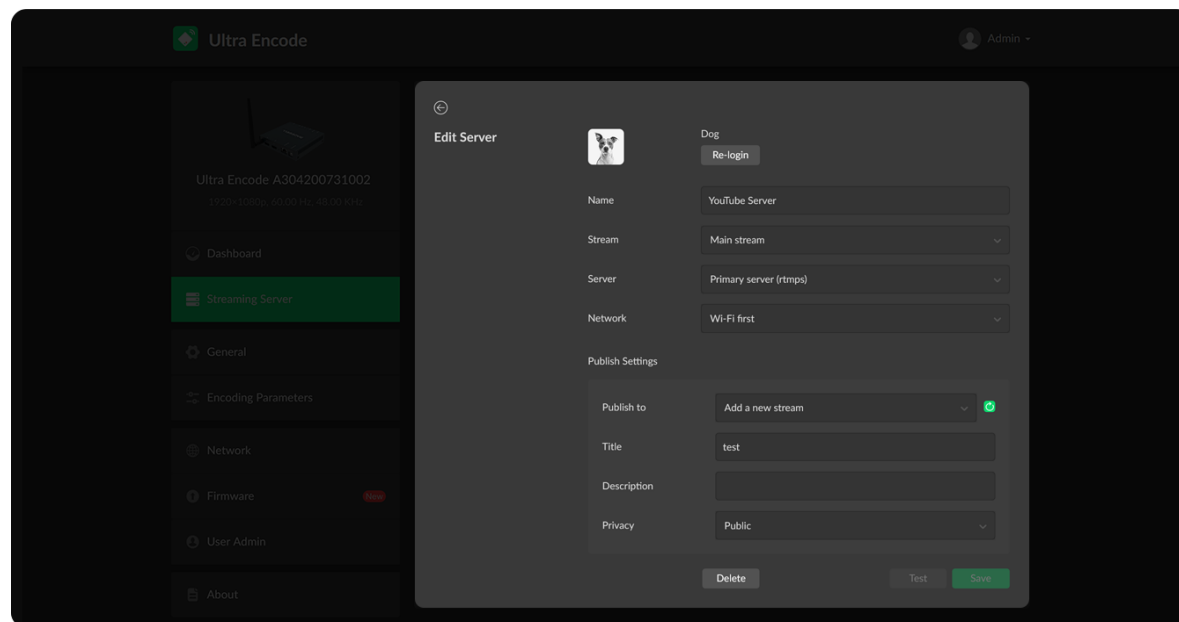 Ultra Encode
Admin
Ultra Encode A304200731002
1920×1080p, 60.00 Hz, 48.00 KHz
Dashboard
Streaming Server
General
Encoding Parameters
Network
Firmware
New
User Admin
About
Edit Server
Dog
Re-login
Name
YouTube Server
Stream
Main stream
Server
Primary server (rtmps)
Network
Wi-Fi first
Publish Settings
Publish to
Add a new stream
Title
test
Description
Privacy
Public
Delete
Test
Save